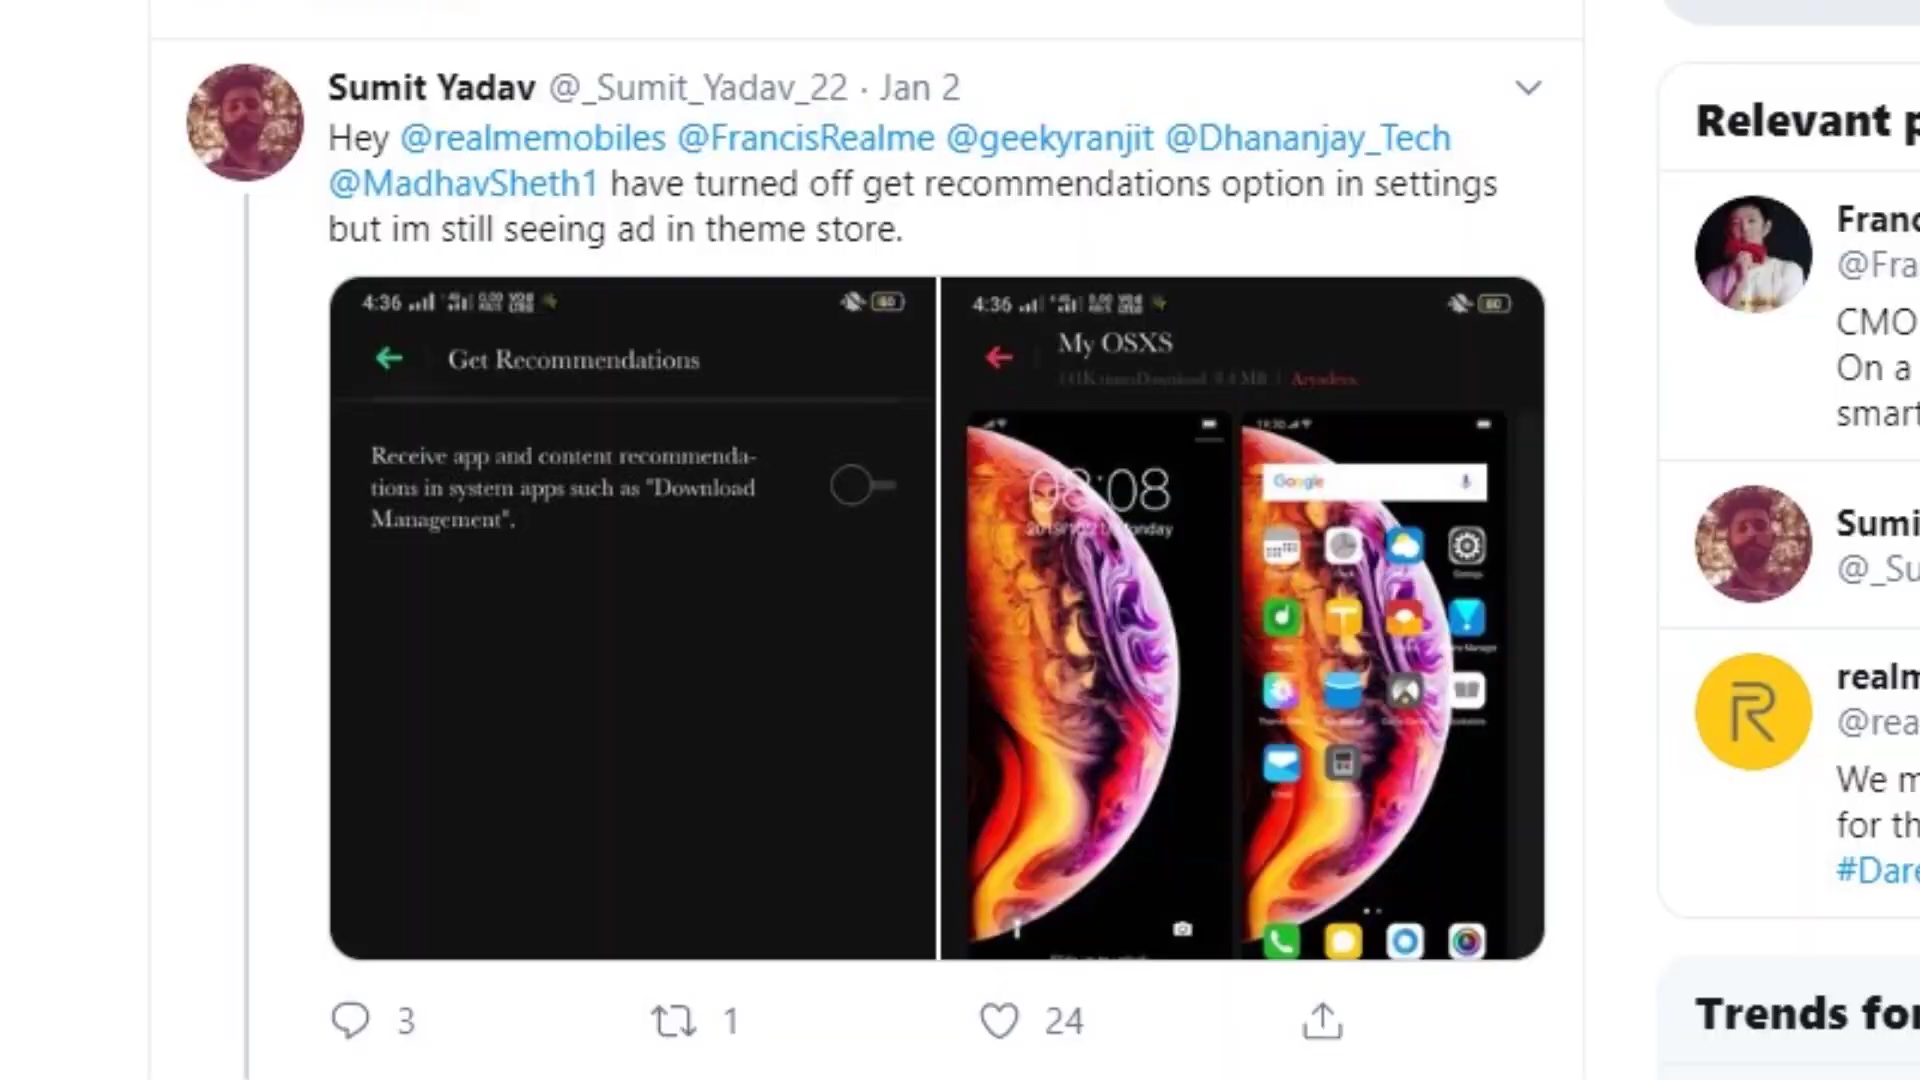 Sumit Yadav @_Sumit_Yadav_22 · Jan 2
Hey @realmemobiles @FrancisRealme @geekyranjit @Dhananjay_Tech
@MadhavSheth1 have turned off get recommendations option in settings
but im still seeing ad in theme store.
4:36
60
Get Recommendations
Receive app and content recommenda-
tions in system apps such as "Download
Management".
4:36
60
My OSXS
08:08
Google
3
1
24
Relevant p
Franc
@Fra
CMO
On a
smart
Sumi
@_Su
realm
@rea
We m
for th
#Dare
Trends for